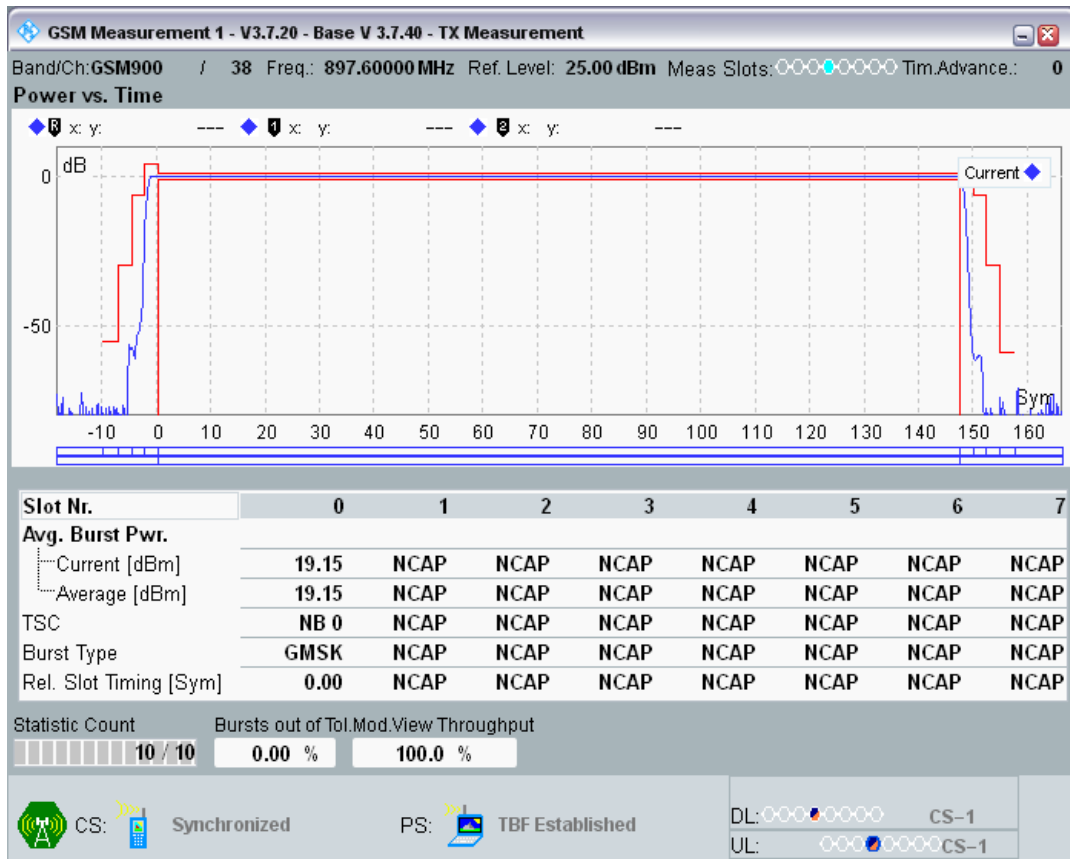 GSM Measurement 1 - V3.7.20 - Base V 3.7.40 - TX Measurement
Band/Ch:GSM900 / 38 Freq.: 897.60000 MHz Ref. Level: 25.00 dBm Meas Slots: Tim.Advance.: 0
Power vs. Time
R x: y: --- 1 x: y: --- 2 x: y: ---
dB
0
Current
-50
Sym
-10 0 10 20 30 40 50 60 70 80 90 100 110 120 130 140 150 160
Slot Nr. 0 1 2 3 4 5 6 7
Avg. Burst Pwr.
Current [dBm] 19.15 NCAP NCAP NCAP NCAP NCAP NCAP NCAP
Average [dBm] 19.15 NCAP NCAP NCAP NCAP NCAP NCAP NCAP
TSC NB 0 NCAP NCAP NCAP NCAP NCAP NCAP NCAP
Burst Type GMSK NCAP NCAP NCAP NCAP NCAP NCAP NCAP
Rel. Slot Timing [Sym] 0.00 NCAP NCAP NCAP NCAP NCAP NCAP NCAP
Statistic Count Bursts out of Tol. Mod.View Throughput
10 / 10 0.00 % 100.0 %
CS: Synchronized PS: TBF Established DL: CS-1
UL: CS-1